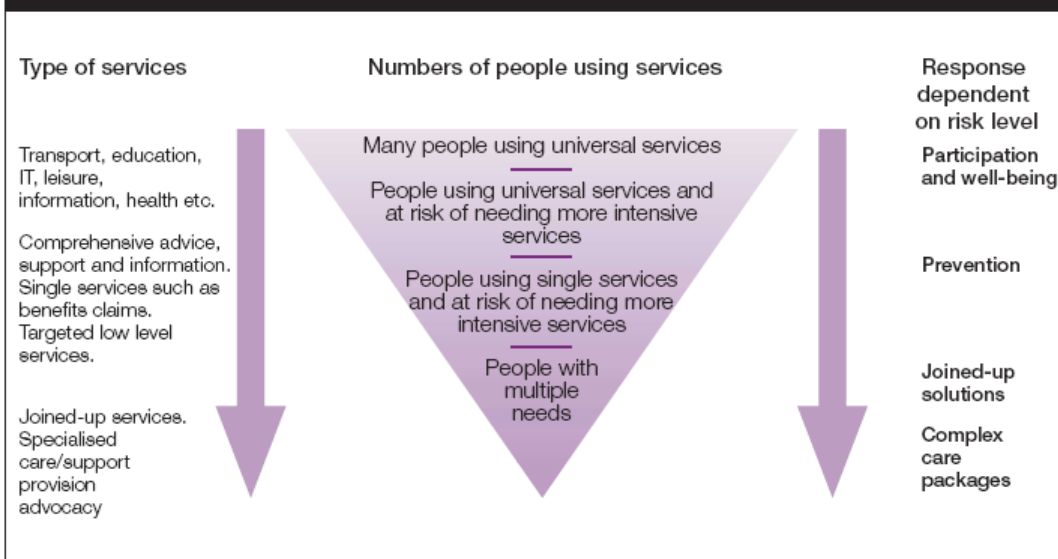 Type of services
Transport, education,
IT, leisure,
information, health etc.
Comprehensive advice,
support and information.
Single services such as
benefits claims.
Targeted low level
services.
Joined-up services.
Specialised
care/support
provision
advocacy
Numbers of people using services
Many people using universal services
People using universal services and
at risk of needing more intensive
services
People using single services
and at risk of needing more
intensive services
People with
multiple
needs
Response
dependent
on risk level
Participation
and well-being
Prevention
Joined-up
solutions
Complex
care
packages